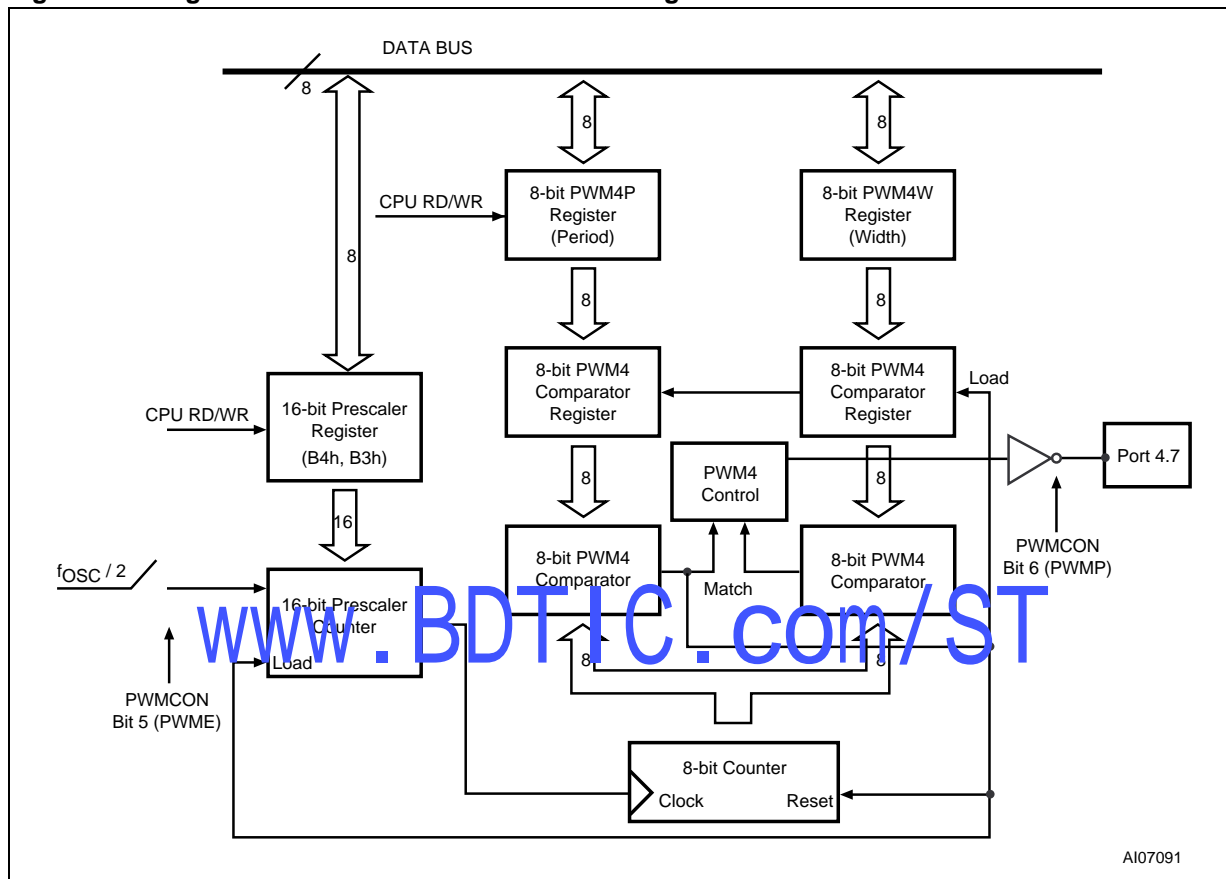 DATA BUS
8
8
8
8-bit PWM4P
Register
(Period)
8-bit PWM4W
Register
(Width)
CPU RD/WR
8
8
8
8-bit PWM4
Comparator
Register
8-bit PWM4
Comparator
Register
Load
CPU RD/WR
16-bit Prescaler
Register
(B4h, B3h)
8
8
PWM4
Control
Port 4.7
16
8-bit PWM4
Comparator
Match
8-bit PWM4
Comparator
PWMCON
Bit 6 (PWMP)
fOSC / 2
16-bit Prescaler
Counter
Load
www.BDTIC.com/ST
8
8
PWMCON
Bit 5 (PWME)
8-bit Counter
Clock
Reset
AI07091